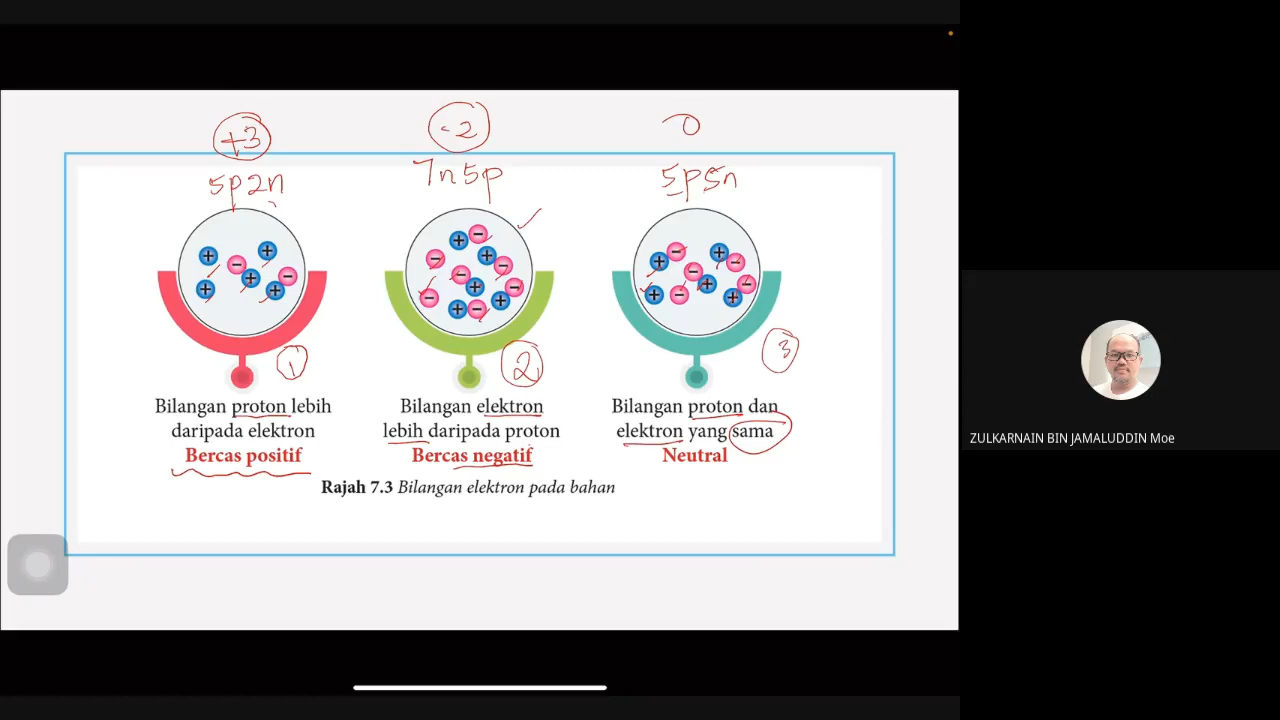 +3
-2
0
5p2n
7n5p
5p5n
1
2
3
Bilangan proton lebih
daripada elektron
Bercas positif
Bilangan elektron
lebih daripada proton
Bercas negatif
Bilangan proton dan
elektron yang sama
Neutral
Rajah 7.3 Bilangan elektron pada bahan
ZULKARNAIN BIN JAMALUDDIN Moe